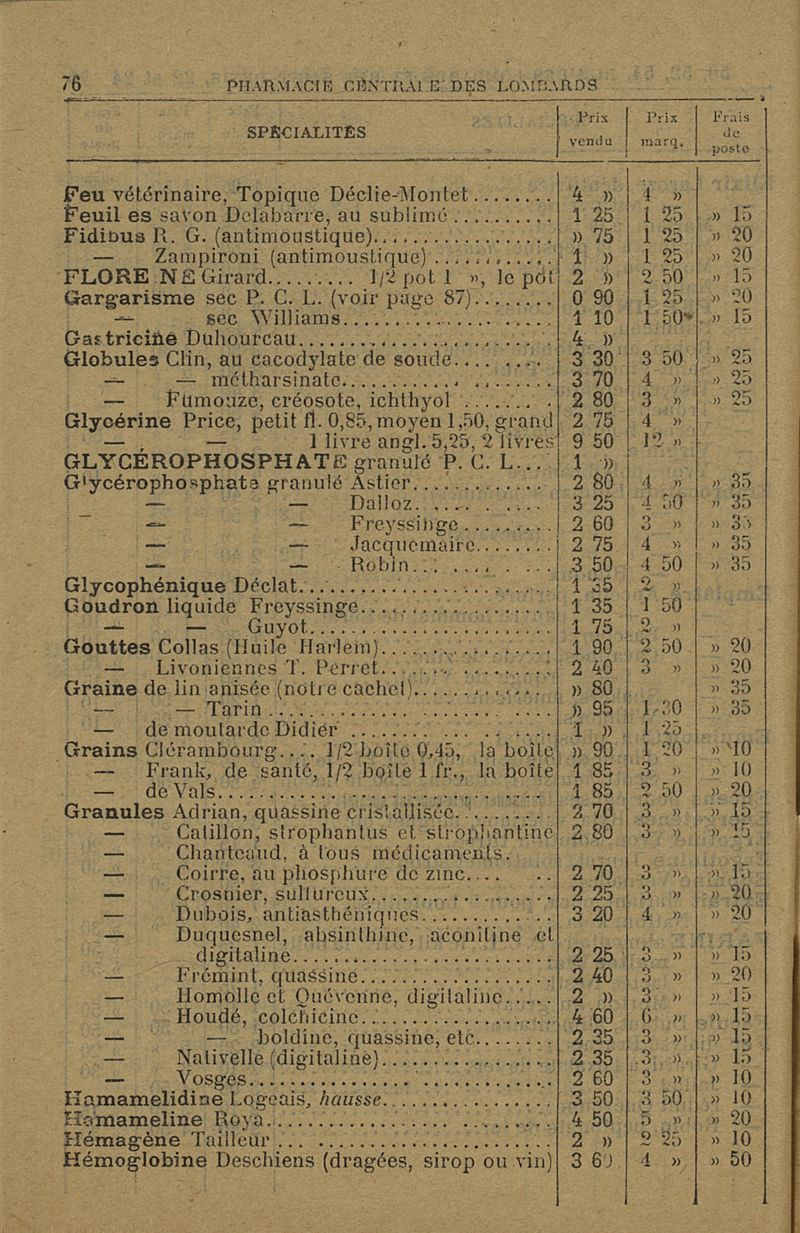 76 PHARMACIE CENTRALE DES LOMBARDS
SPÉCIALITÉS Prix vendu Prix marq. Frais de poste
Feu vétérinaire, Topique Déclie-Montet........ 4 » 4 »
Feuil es savon Delabarre, au sublimé.......... 1 25 1 25 » 15
Fidibus R. G. (antimoustique).................. » 75 1 25 » 20
— Zampironi (antimoustique)............ 1 » 1 25 » 20
FLORE NE Girard......... 1/2 pot 1 », le pot 2 » 2 50 » 15
Gargarisme sec P. C. L. (voir page 87)........ 0 90 1 25 » 20
— sec Williams..................... 1 10 1 50 » 15
Gastricine Duhourcau.......................... 4 »
Globules Clin, au cacodylate de soude......... 3 30 3 50 » 25
— — métharsinate..................... 3 70 4 » » 25
— Fumouze, créosote, ichthyol......... 2 80 3 » » 25
Glycérine Price, petit fl. 0,85, moyen 1,50, grand 2 75 4 »
— — 1 livre angl. 5,25, 2 livres 9 50 12 »
GLYCÉROPHOSPHATE granulé P. C. L.... 1 »
Glycérophosphate granulé Astier............. 2 80 4 » » 35
— — Dalloz............. 3 25 4 50 » 35
— — Freyssinge......... 2 60 3 » » 35
— — Jacquemaire........ 2 75 4 » » 35
— — Robin............. 3 50 4 50 » 35
Glycophénique Déclat......................... 1 35 2 »
Goudron liquide Freyssinge................... 1 35 1 50
— — Guyot......................... 1 75 2 »
Gouttes Collas (Huile Harlem)................. 1 90 2 50 » 20
— Livoniennes T. Perret................ 2 40 3 » » 20
Graine de lin anisée (notre cachet)............. » 80 » 35
— — Tarin........................... » 95 1 30 » 35
— de moutarde Didier................... 1 » 1 25
Grains Clérambourg.... 1/2 boîte 0,45, la boîte » 90 1 20 » 10
— Frank, de santé, 1/2 boîte 1 fr., la boîte 1 85 3 » » 10
— de Vals............................. 1 85 2 50 » 20
Granules Adrian, quassine cristallisée.......... 2 70 3 » » 15
— Catillon, strophantus et strophantine 2 80 3 » » 15
— Chanteaud, à tous médicaments.
— Coirre, au phosphure de zinc.... .. 2 70 3 » » 15
— Crosnier, sulfureux................... 2 25 3 » » 20
— Dubois, antiasthéniques............. 3 20 4 » » 20
— Duquesnel, absinthine, aconitine et
digitaline......................... 2 25 3 » » 15
— Frémint, quassine.................... 2 40 3 » » 20
— Homolle et Quévenne, digitaline..... 2 » 3 » » 15
— Houdé, colchicine................... 4 60 6 » » 15
— — boldine, quassine, etc........ 2 35 3 » » 15
— Nativelle (digitaline)................. 2 35 3 » » 15
— Vosges.............................. 2 60 3 » » 10
Hamamelidine Logeais, hausse................. 3 50 3 50 » 10
Hamameline Roya............................ 4 50 5 » » 20
Hémagène Tailleur........................... 2 » 2 25 » 10
Hémoglobine Deschiens (dragées, sirop ou vin) 3 60 4 » » 50